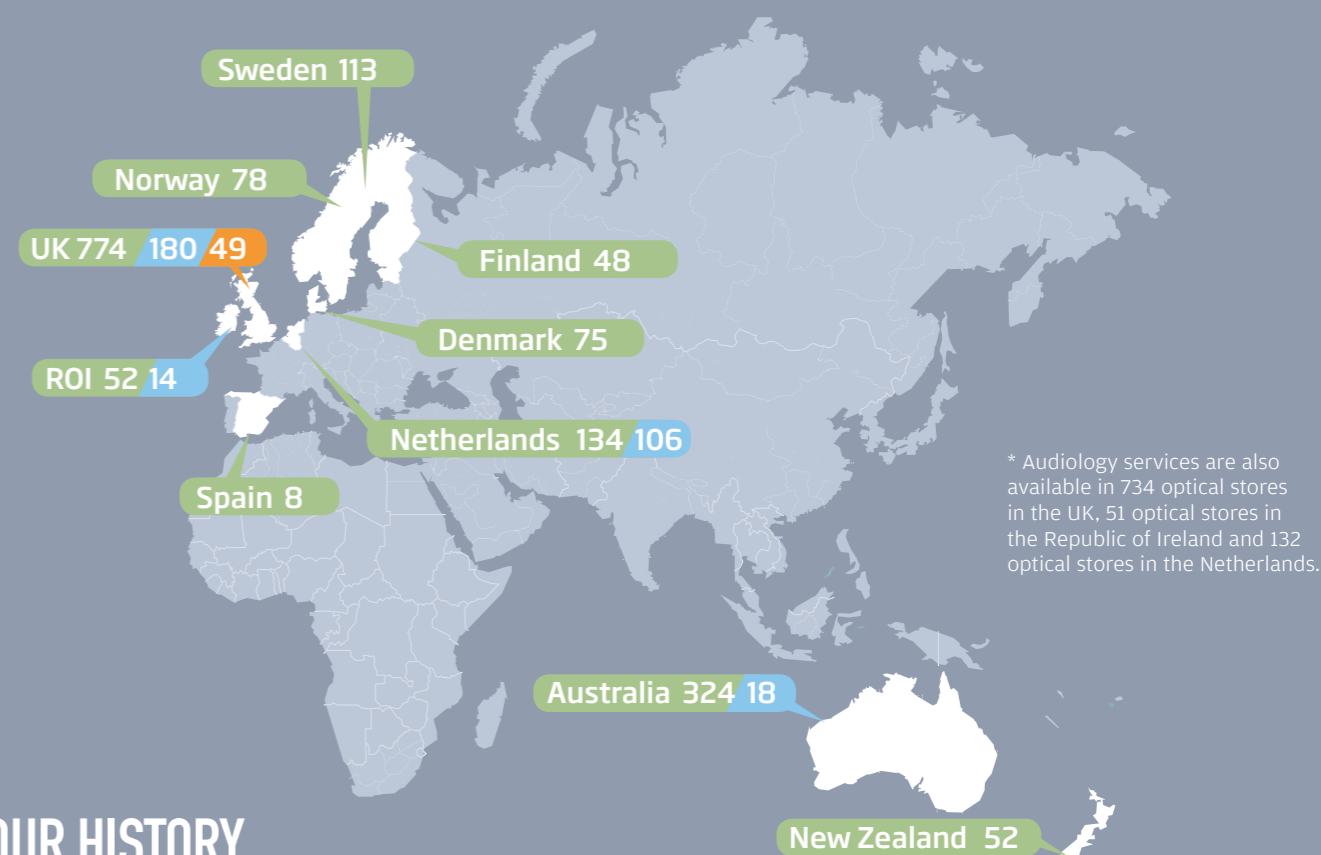 Sweden 113
Norway 78
UK 774 180 49
Finland 48
Denmark 75
ROI 52 14
Netherlands 134 106
Spain 8
* Audiology services are also
available in 734 optical stores
in the UK, 51 optical stores in
the Republic of Ireland and 132
optical stores in the Netherlands.
Australia 324 18
OUR HISTORY
New Zealand 52